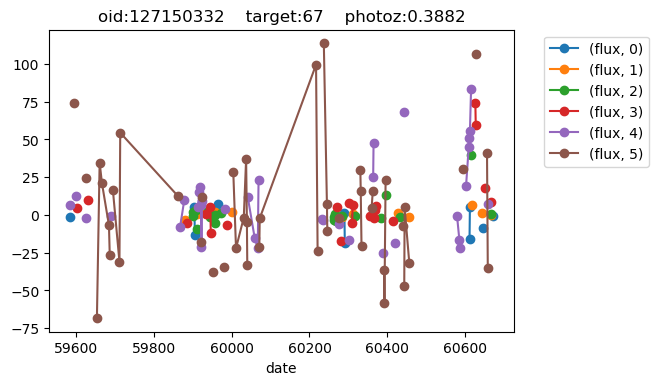 oid:127150332    target:67    photoz:0.3882
(flux, 0)
(flux, 1)
(flux, 2)
(flux, 3)
(flux, 4)
(flux, 5)
100
75
50
25
0
−25
−50
−75
59600 59800 60000 60200 60400 60600
date